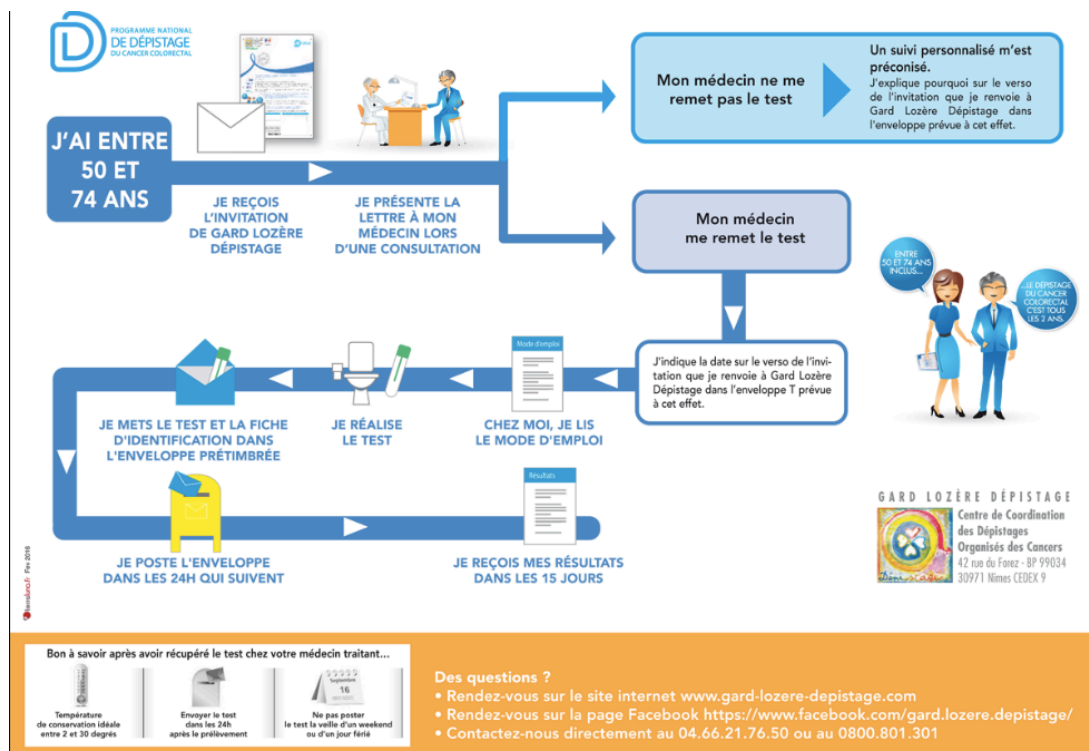 PROGRAMME NATIONAL
DE DÉPISTAGE
DU CANCER COLORECTAL
J'AI ENTRE
50 ET
74 ANS
JE REÇOIS
L'INVITATION
DE GARD LOZÈRE
DÉPISTAGE
JE PRÉSENTE LA
LETTRE À MON
MÉDECIN LORS
D'UNE CONSULTATION
Mon médecin ne me
remet pas le test
Un suivi personnalisé m'est
préconisé.
J'explique pourquoi sur le verso
de l'invitation que je renvoie à
Gard Lozère Dépistage dans
l'enveloppe prévue à cet effet.
Mon médecin
me remet le test
ENTRE
50 ET 74 ANS
INCLUS...
...LE DÉPISTAGE
DU CANCER
COLORECTAL
C'EST TOUS
LES 2 ANS.
J'indique la date sur le verso de l'invi-
tation que je renvoie à Gard Lozère
Dépistage dans l'enveloppe T prévue
à cet effet.
Mode d'emploi
CHEZ MOI, JE LIS
LE MODE D'EMPLOI
JE RÉALISE
LE TEST
JE METS LE TEST ET LA FICHE
D'IDENTIFICATION DANS
L'ENVELOPPE PRÉTIMBRÉE
JE POSTE L'ENVELOPPE
DANS LES 24H QUI SUIVENT
Résultats
JE REÇOIS MES RÉSULTATS
DANS LES 15 JOURS
GARD LOZÈRE DÉPISTAGE
Centre de Coordination
des Dépistages
Organisés des Cancers
42 rue du Forez - BP 99034
30971 Nîmes CEDEX 9
Fév 2016
Bon à savoir après avoir récupéré le test chez votre médecin traitant...
Température
de conservation idéale
entre 2 et 30 degrés
Envoyer le test
dans les 24h
après le prélèvement
Septembre
16
Ne pas poster
le test la veille d'un weekend
ou d'un jour férié
Des questions ?
• Rendez-vous sur le site internet www.gard-lozere-depistage.com
• Rendez-vous sur la page Facebook https://www.facebook.com/gard.lozere.depistage/
• Contactez-nous directement au 04.66.21.76.50 ou au 0800.801.301